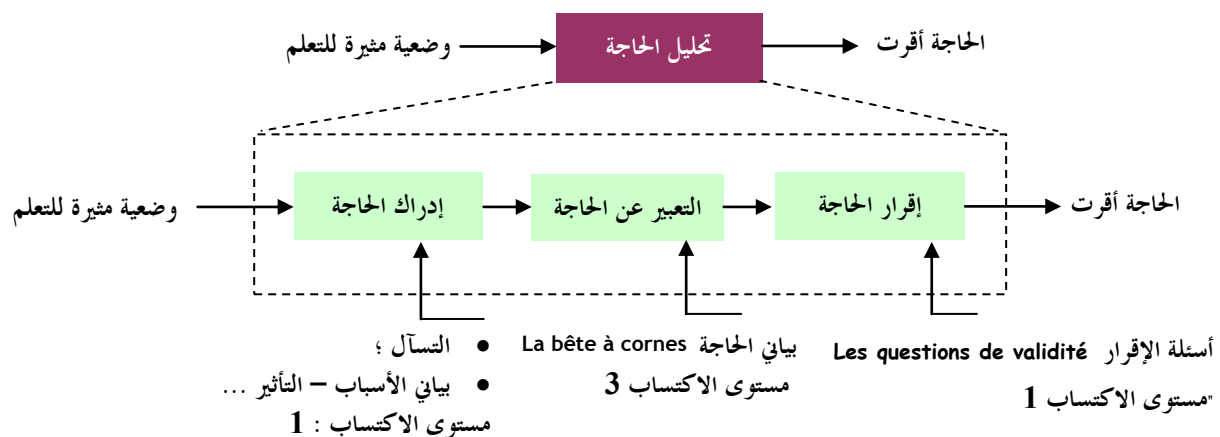 وضعية مثيرة للتعلم
تحليل الحاجة
الحاجة أقرت
وضعية مثيرة للتعلم
إدراك الحاجة
التعبير عن الحاجة
إقرار الحاجة
الحاجة أقرت
● التسآل ؛
● بياني الأسباب – التأثير ...
مستوى الاكتساب : 1
بياني الحاجة La bête à cornes
مستوى الاكتساب 3
أسئلة الإقرار Les questions de validité
"مستوى الاكتساب 1